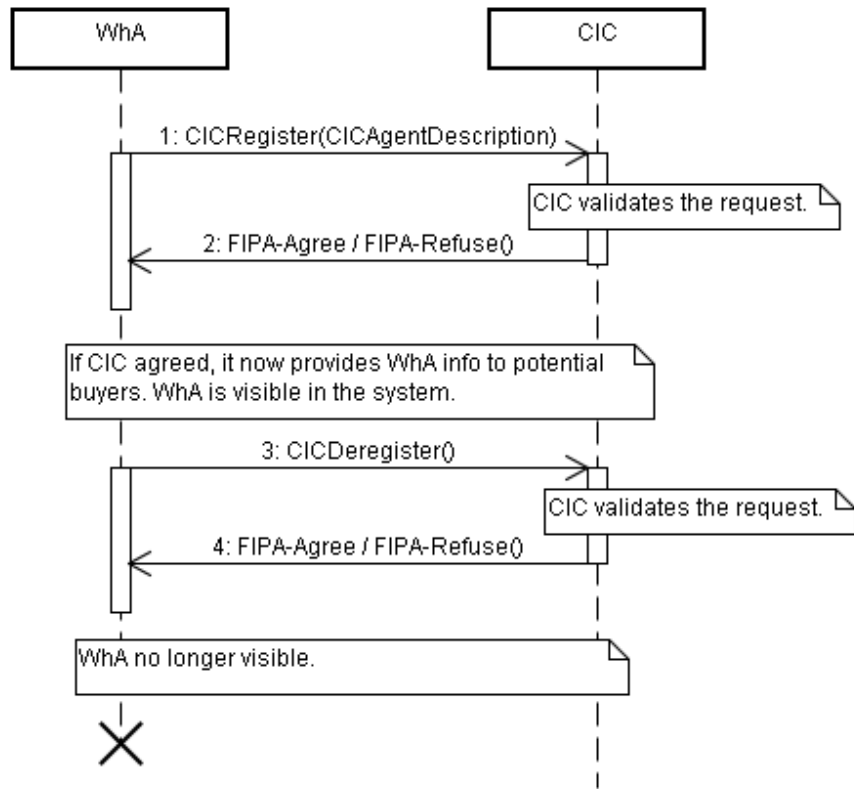 WhA
CIC
1: CICRegister(CICAgentDescription)
CIC validates the request.
2: FIPA-Agree / FIPA-Refuse()
If CIC agreed, it now provides WhA info to potential
buyers. WhA is visible in the system.
3: CICDeregister()
CIC validates the request.
4: FIPA-Agree / FIPA-Refuse()
WhA no longer visible.